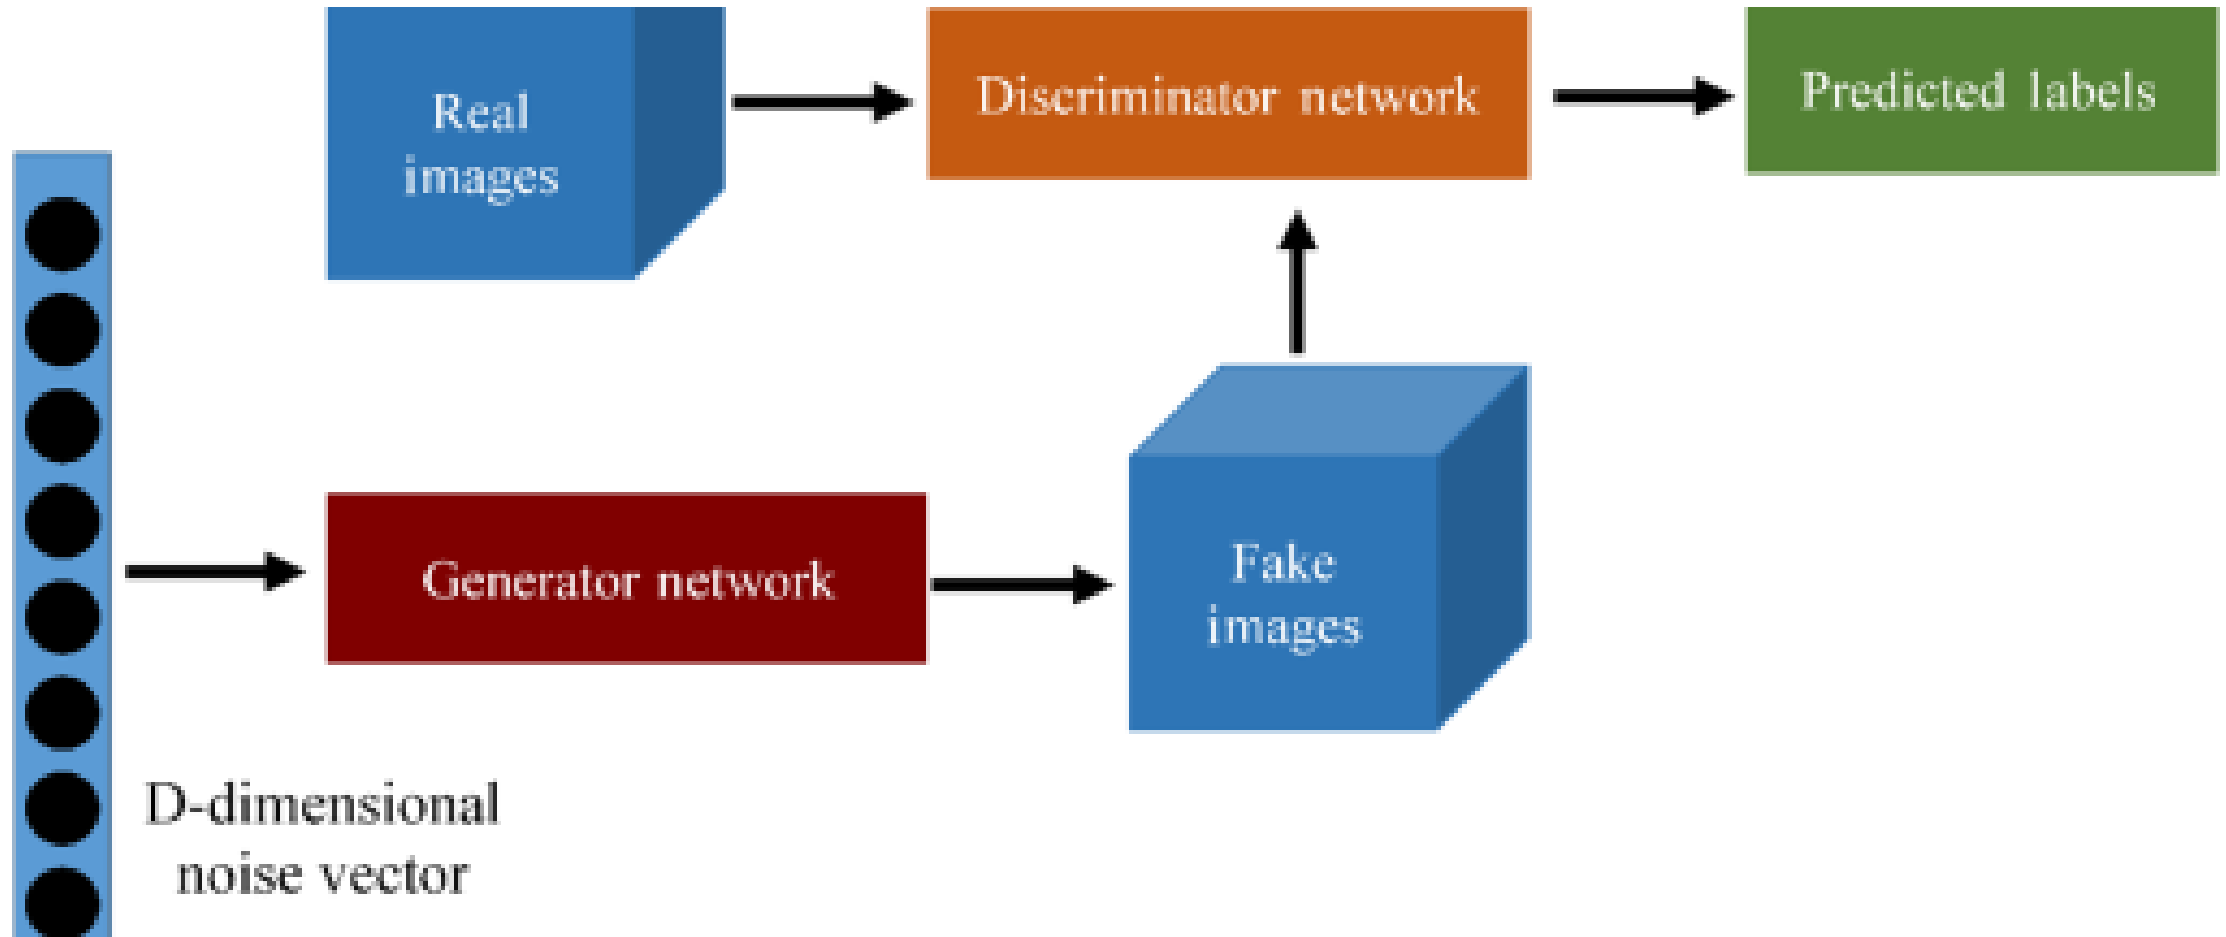 Real
images
Discriminator network
Predicted labels
Generator network
Fake
images
D-dimensional
noise vector